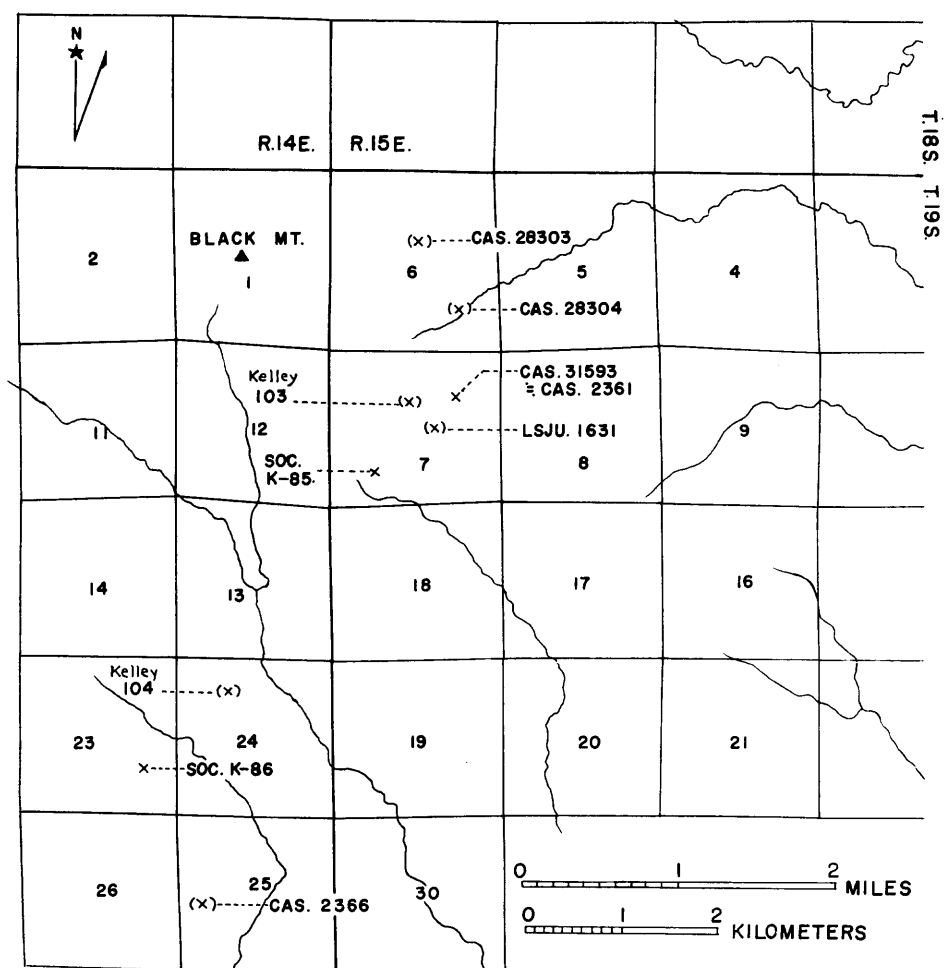 N
R.14E. R.15E.
T.18S. T.19S.
BLACK MT.
2
1
6
5
4
CAS. 28303
CAS. 28304
Kelley
103
CAS. 31593
= CAS. 2361
LSJU. 1631
SOC.
K-85.
11
12
7
8
9
14
13
18
17
16
Kelley
104
23
24
19
20
21
SOC. K-86
26
25
30
CAS. 2366
0 1 2
MILES
0 1 2
KILOMETERS